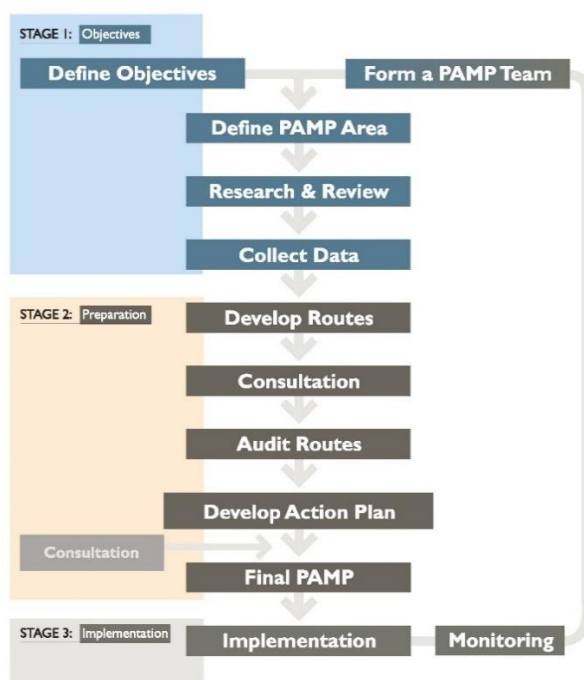 STAGE 1: Objectives
Define Objectives
Form a PAMP Team
Define PAMP Area
Research & Review
Collect Data
STAGE 2: Preparation
Develop Routes
Consultation
Audit Routes
Develop Action Plan
Consultation
Final PAMP
STAGE 3: Implementation
Implementation
Monitoring